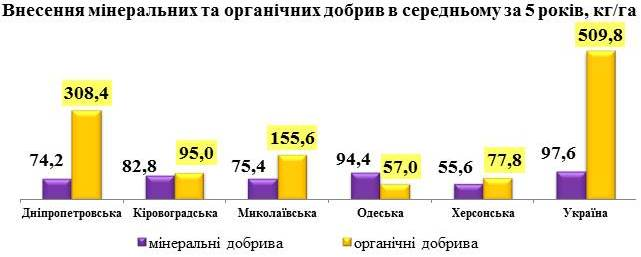 Внесення мінеральних та органічних добрив в середньому за 5 років, кг/га
74,2 308,4
82,8 95,0
75,4 155,6
94,4 57,0
55,6 77,8
97,6 509,8
Дніпропетровська Кіровоградська Миколаївська Одеська Херсонська Україна
мінеральні добрива органічні добрива